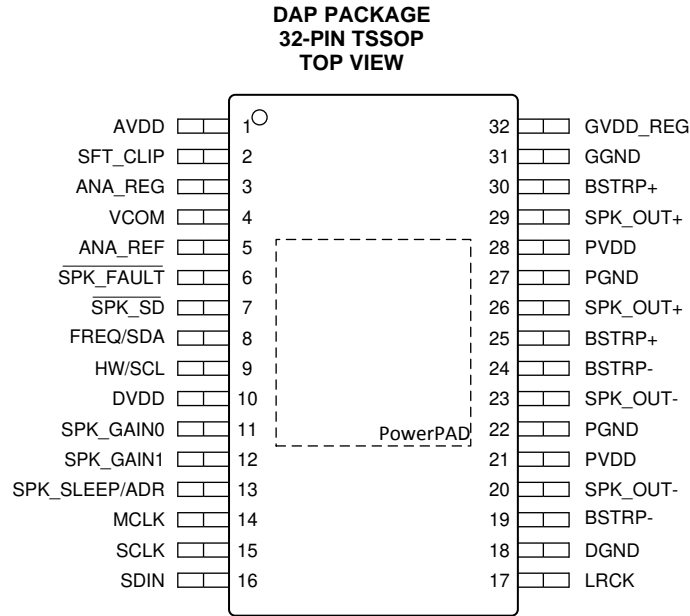 DAP PACKAGE
32-PIN TSSOP
TOP VIEW
AVDD 1 32 GVDD_REG
SFT_CLIP 2 31 GGND
ANA_REG 3 30 BSTRP+
VCOM 4 29 SPK_OUT+
ANA_REF 5 28 PVDD
SPK_FAULT 6 27 PGND
SPK_SD 7 26 SPK_OUT+
FREQ/SDA 8 25 BSTRP+
HW/SCL 9 24 BSTRP-
DVDD 10 23 SPK_OUT-
SPK_GAIN0 11 PowerPAD 22 PGND
SPK_GAIN1 12 21 PVDD
SPK_SLEEP/ADR 13 20 SPK_OUT-
MCLK 14 19 BSTRP-
SCLK 15 18 DGND
SDIN 16 17 LRCK